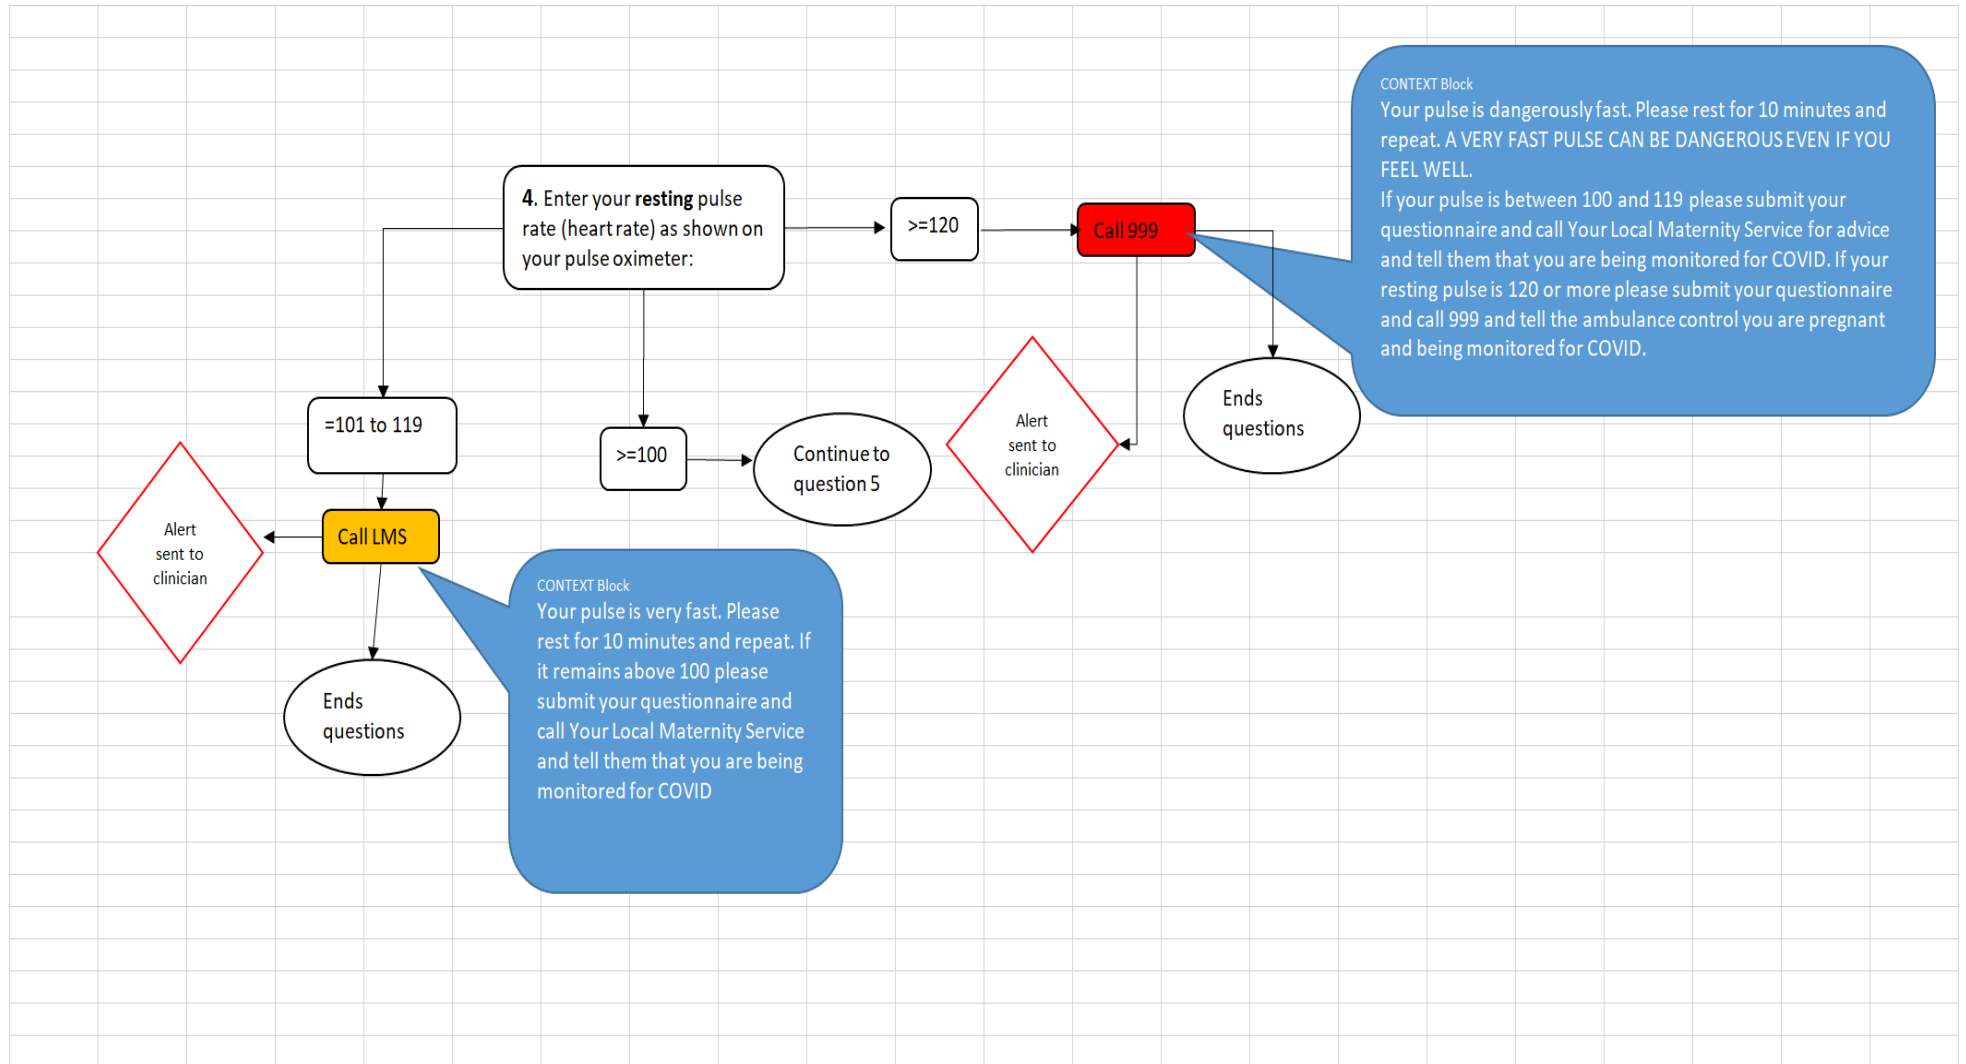 CONTEXT Block
Your pulse is dangerously fast. Please rest for 10 minutes and
repeat. A VERY FAST PULSE CAN BE DANGEROUS EVEN IF YOU
FEEL WELL.
If your pulse is between 100 and 119 please submit your
questionnaire and call Your Local Maternity Service for advice
and tell them that you are being monitored for COVID. If your
resting pulse is 120 or more please submit your questionnaire
and call 999 and tell the ambulance control you are pregnant
and being monitored for COVID.
4. Enter your resting pulse
rate (heart rate) as shown on
your pulse oximeter:
>=120
Call 999
Ends
questions
Alert
sent to
clinician
=101 to 119
>=100
Continue to
question 5
Call LMS
Alert
sent to
clinician
CONTEXT Block
Your pulse is very fast. Please
rest for 10 minutes and repeat. If
it remains above 100 please
submit your questionnaire and
call Your Local Maternity Service
and tell them that you are being
monitored for COVID
Ends
questions